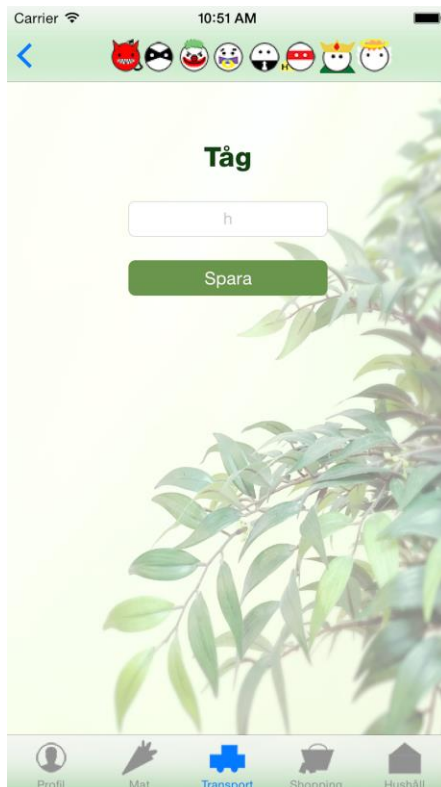 Carrier 10:51 AM
H
Tåg
h
Spara
Profil Mat Transport Shopping Hushåll